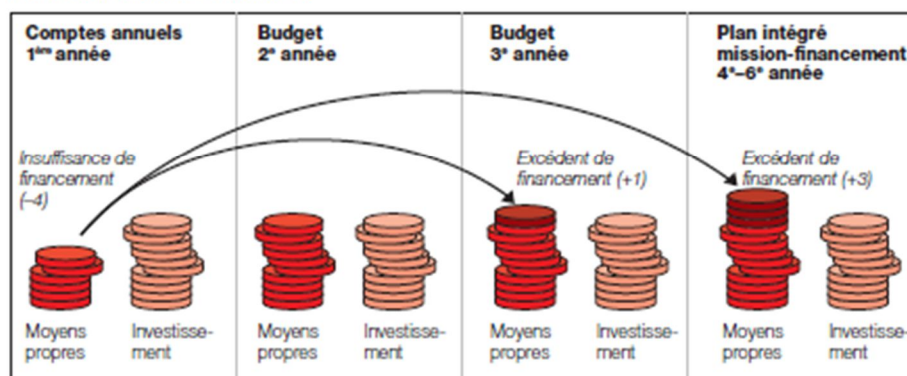 Comptes annuels
1ère année
Budget
2e année
Budget
3e année
Plan intégré
mission-financement
4e–6e année
Insuffisance de
financement
(–4)
Excédent de
financement (+1)
Excédent de
financement (+3)
Moyens
propres
Investisse-
ment
Moyens
propres
Investisse-
ment
Moyens
propres
Investisse-
ment
Moyens
propres
Investisse-
ment